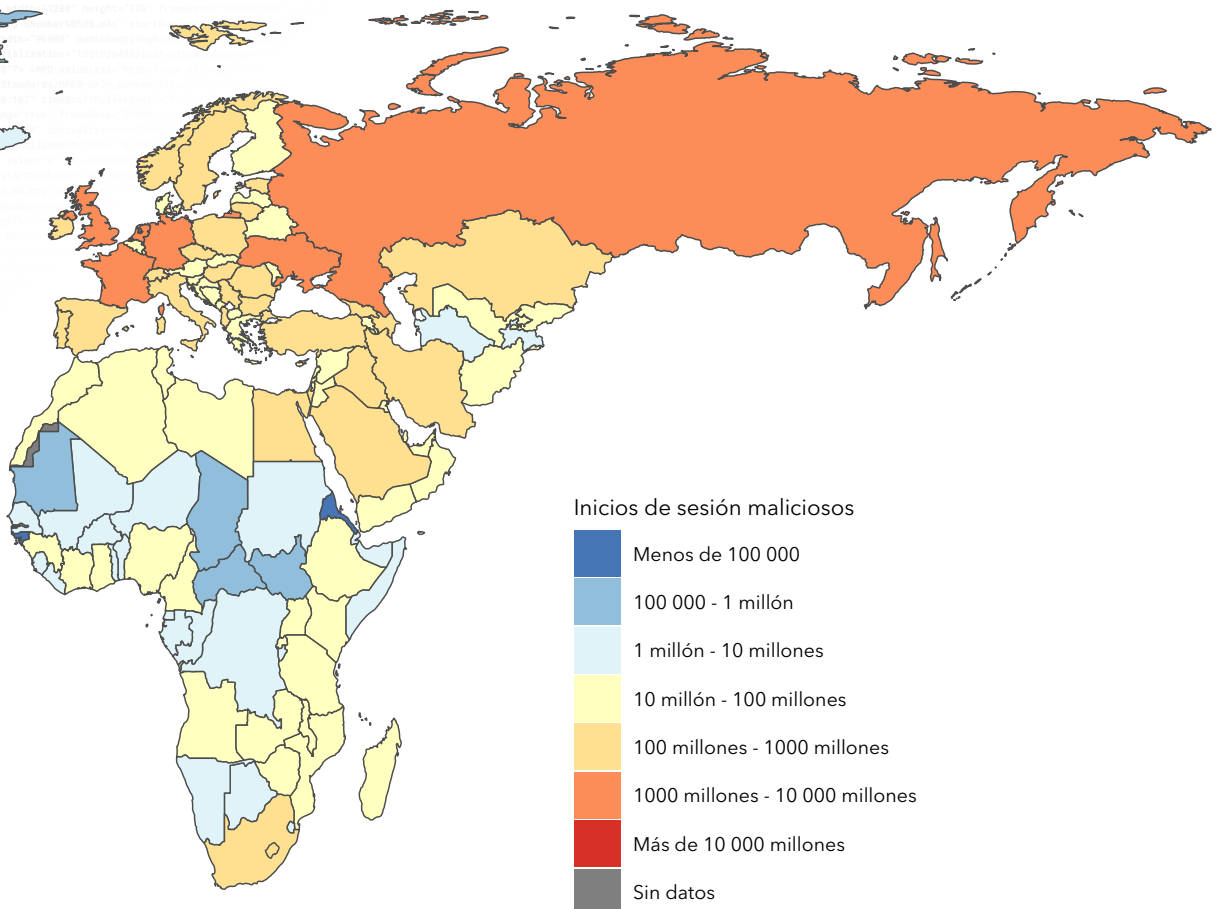 Inicios de sesión maliciosos
Menos de 100 000
100 000 - 1 millón
1 millón - 10 millones
10 millón - 100 millones
100 millones - 1000 millones
1000 millones - 10 000 millones
Más de 10 000 millones
Sin datos